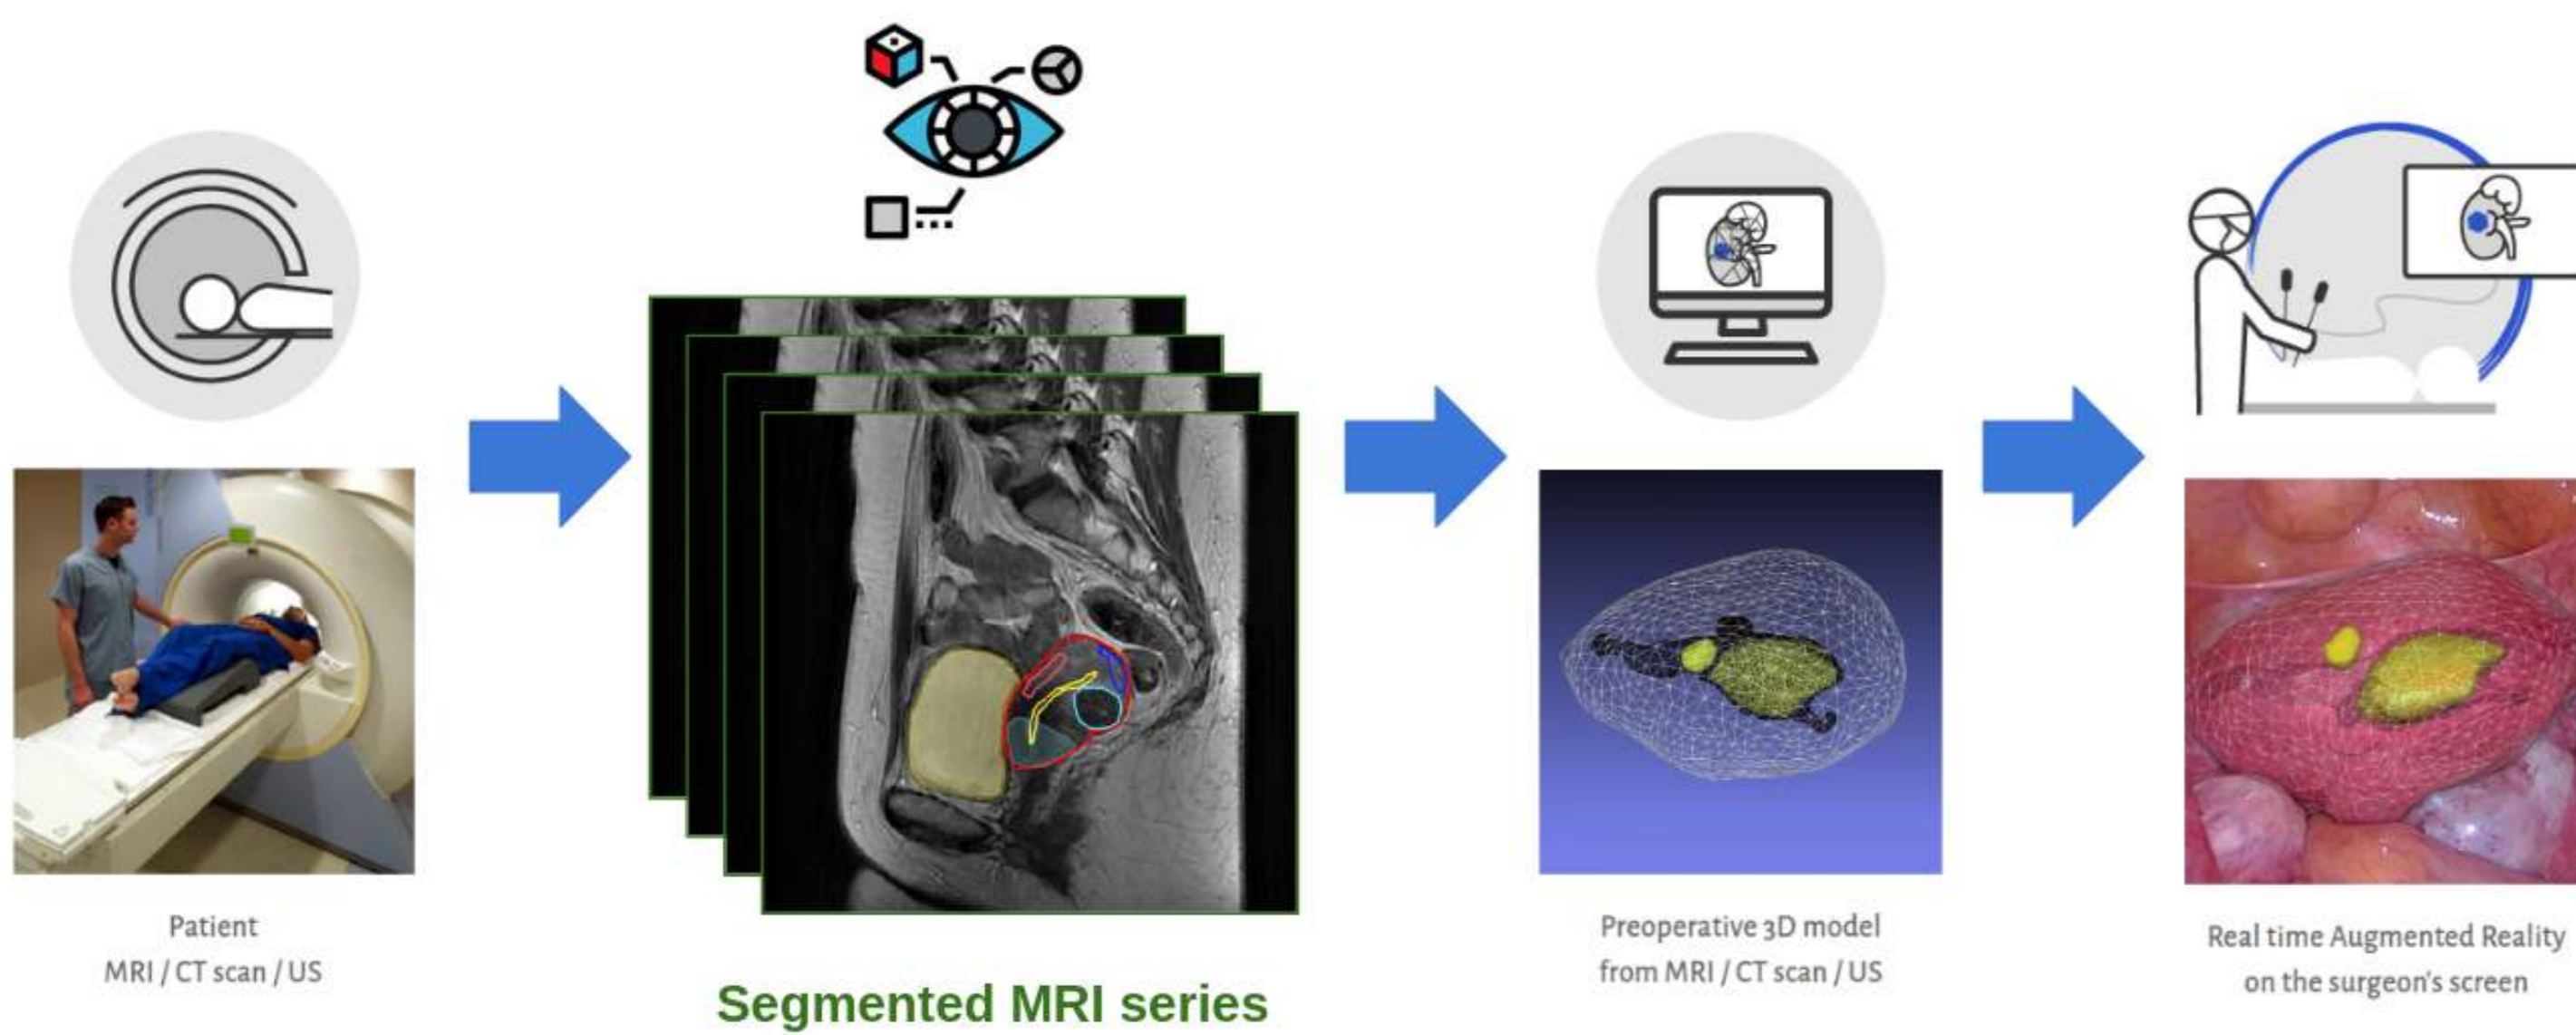 Patient
MRI / CT scan / US
Segmented MRI series
Preoperative 3D model
from MRI / CT scan / US
Real time Augmented Reality
on the surgeon's screen